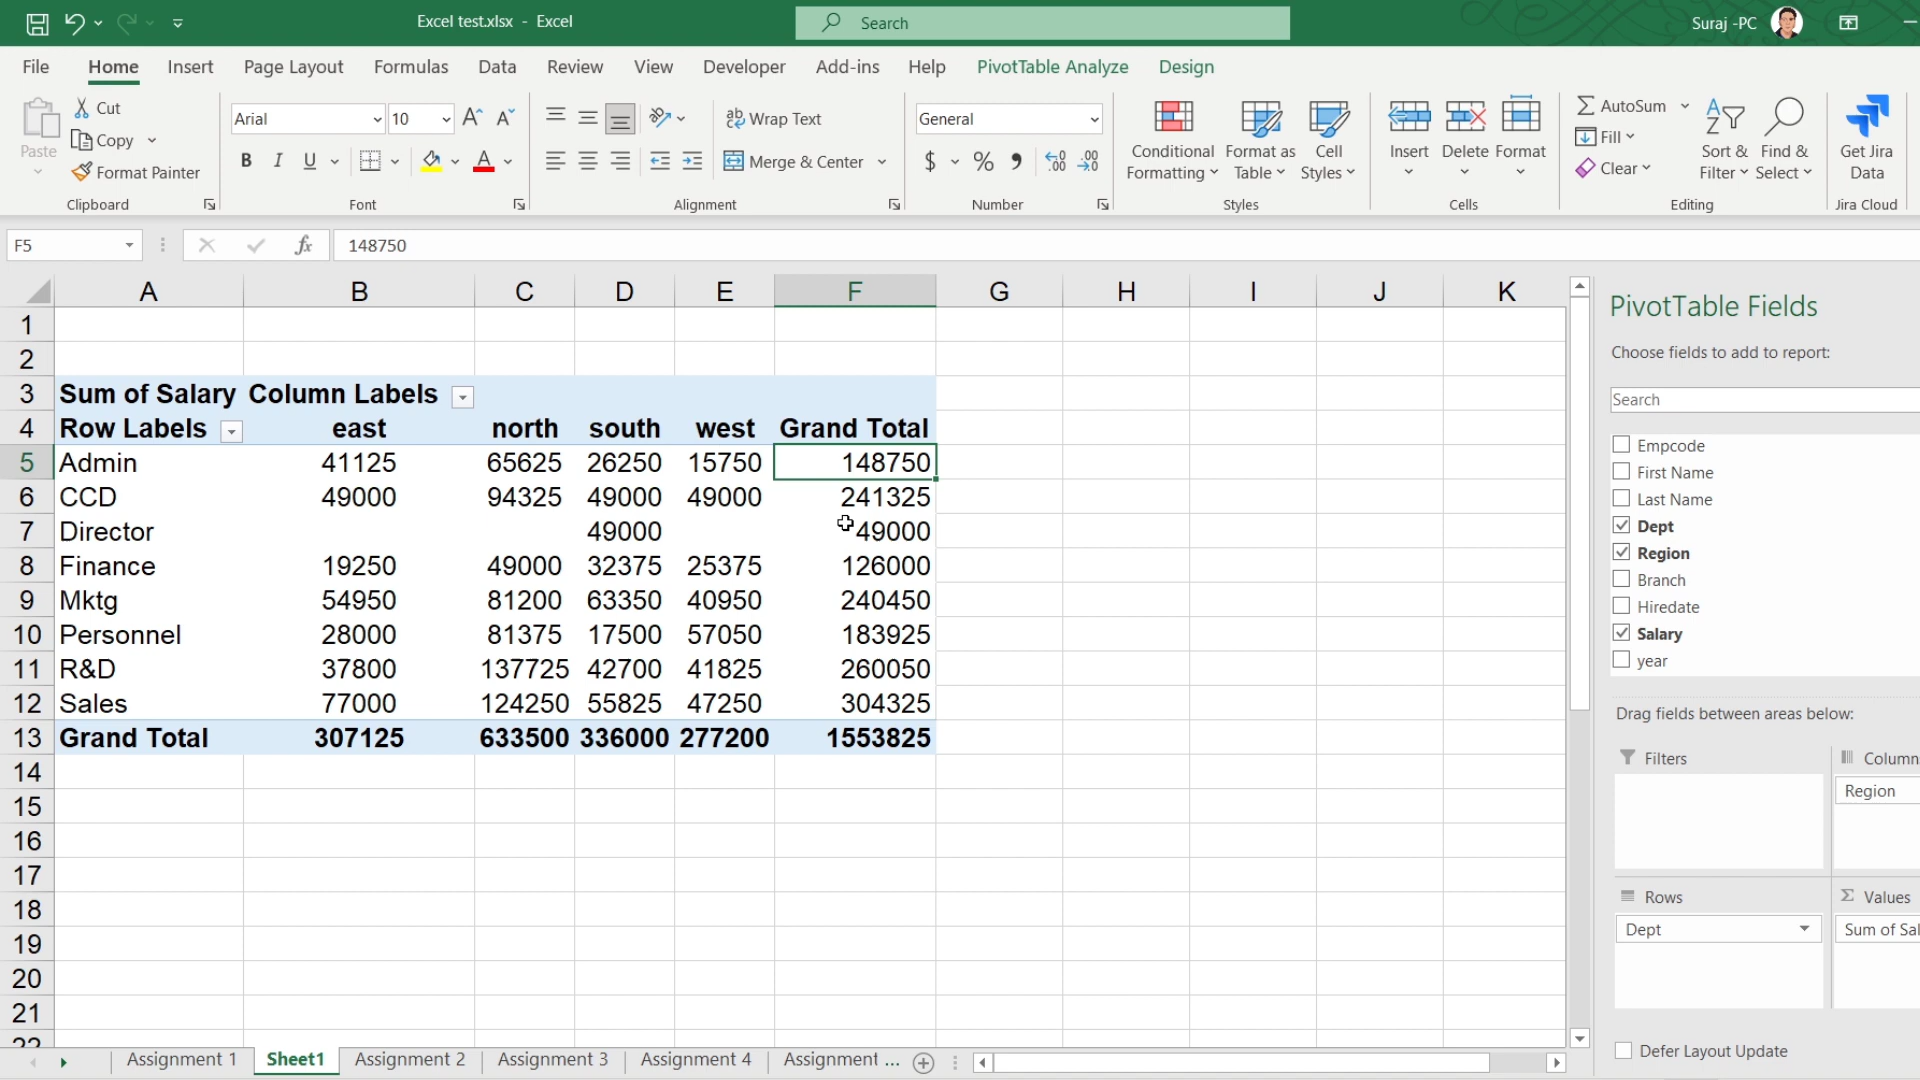 Excel test.xlsx - Excel
Search
Suraj -PC
File Home Insert Page Layout Formulas Data Review View Developer Add-ins Help PivotTable Analyze Design
Paste
Cut
Copy
Format Painter
Clipboard
Arial 10
B I U
Font
Wrap Text
Merge & Center
Alignment
General
$ % ,
Number
Conditional Formatting
Format as Table
Cell Styles
Styles
Insert Delete Format
Cells
AutoSum
Fill
Clear
Sort & Filter
Find & Select
Editing
Get Jira Data
Jira Cloud
F5 fx 148750
A B C D E F G H I J K
1
2
3 Sum of Salary Column Labels
4 Row Labels east north south west Grand Total
5 Admin 41125 65625 26250 15750 148750
6 CCD 49000 94325 49000 49000 241325
7 Director 49000 49000
8 Finance 19250 49000 32375 25375 126000
9 Mktg 54950 81200 63350 40950 240450
10 Personnel 28000 81375 17500 57050 183925
11 R&D 37800 137725 42700 41825 260050
12 Sales 77000 124250 55825 47250 304325
13 Grand Total 307125 633500 336000 277200 1553825
14
15
16
17
18
19
20
21
22
PivotTable Fields
Choose fields to add to report:
Search
Empcode
First Name
Last Name
Dept
Region
Branch
Hiredate
Salary
year
Drag fields between areas below:
Filters
Columns
Region
Rows
Dept
Values
Sum of Sal
Defer Layout Update
Assignment 1 Sheet1 Assignment 2 Assignment 3 Assignment 4 Assignment ...